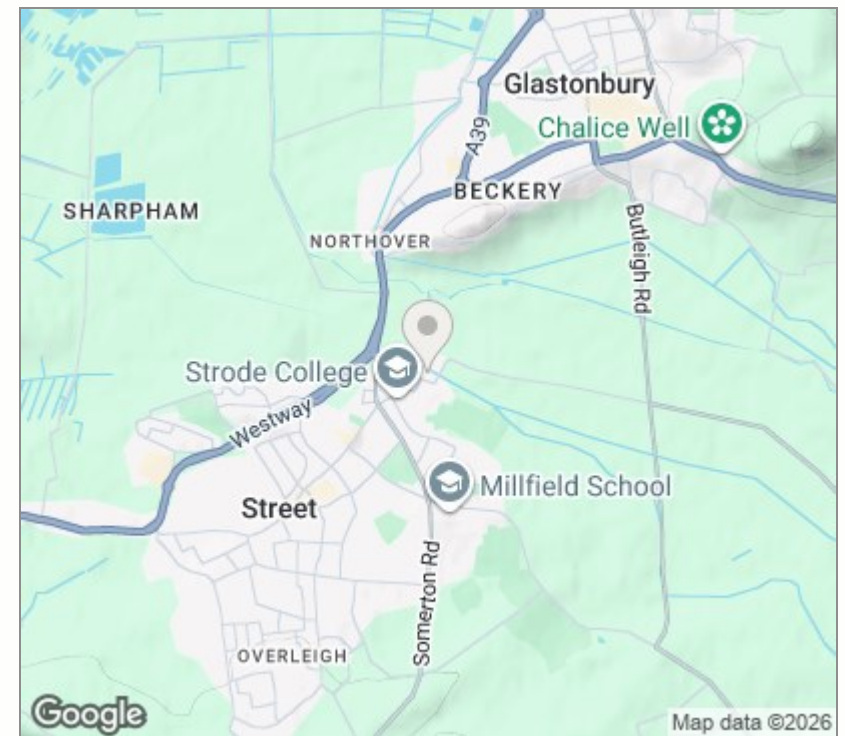 Glastonbury
Chalice Well
A39
BECKERY
SHARPHAM
NORTHOVER
Butleigh Rd
Strode College
Westway
Millfield School
Street
Somerton Rd
OVERLEIGH
Google
Map data ©2026